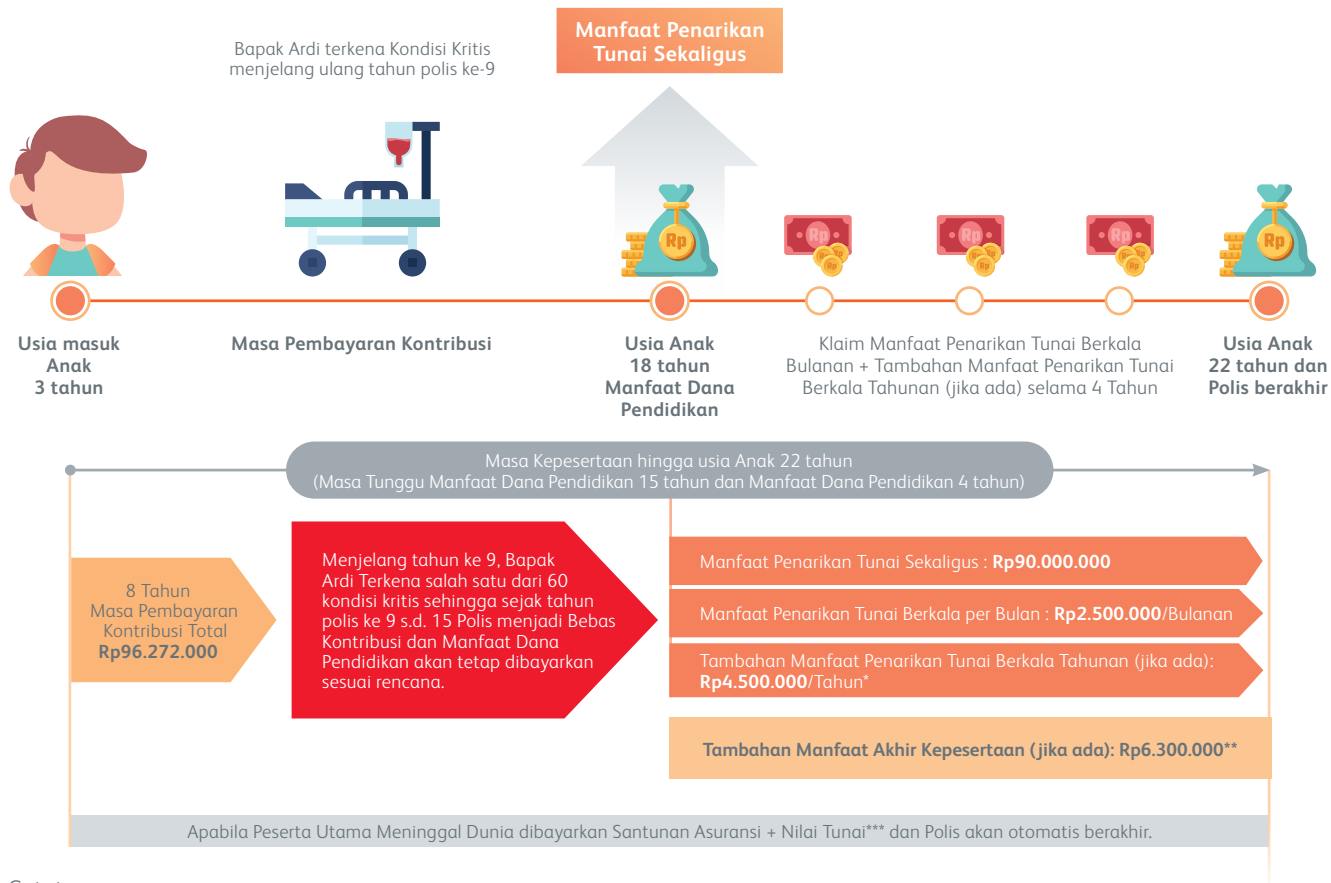 Manfaat Penarikan
Tunai Sekaligus
Bapak Ardi terkena Kondisi Kritis
menjelang ulang tahun polis ke-9
Rp
Rp
Rp
Rp
Rp
Rp
Rp
Rp
Usia masuk
Anak
3 tahun
Masa Pembayaran Kontribusi
Usia Anak
18 tahun
Manfaat Dana
Pendidikan
Klaim Manfaat Penarikan Tunai Berkala
Bulanan + Tambahan Manfaat Penarikan Tunai
Berkala Tahunan (jika ada) selama 4 Tahun
Usia Anak
22 tahun dan
Polis berakhir
Masa Kepesertaan hingga usia Anak 22 tahun
(Masa Tunggu Manfaat Dana Pendidikan 15 tahun dan Manfaat Dana Pendidikan 4 tahun)
8 Tahun
Masa Pembayaran
Kontribusi Total
Rp96.272.000
Menjelang tahun ke 9, Bapak
Ardi Terkena salah satu dari 60
kondisi kritis sehingga sejak tahun
polis ke 9 s.d. 15 Polis menjadi Bebas
Kontribusi dan Manfaat Dana
Pendidikan akan tetap dibayarkan
sesuai rencana.
Manfaat Penarikan Tunai Sekaligus : Rp90.000.000
Manfaat Penarikan Tunai Berkala per Bulan : Rp2.500.000/Bulanan
Tambahan Manfaat Penarikan Tunai Berkala Tahunan (jika ada):
Rp4.500.000/Tahun*
Tambahan Manfaat Akhir Kepesertaan (jika ada): Rp6.300.000**
Apabila Peserta Utama Meninggal Dunia dibayarkan Santunan Asuransi + Nilai Tunai*** dan Polis akan otomatis berakhir.